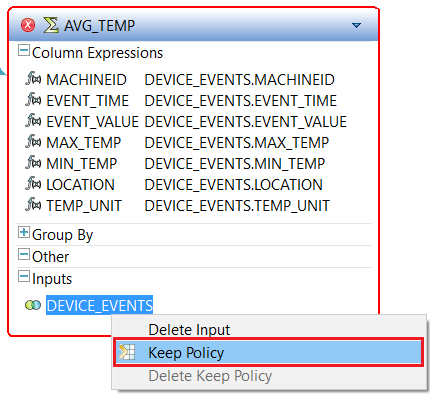 AVG_TEMP
Column Expressions
f(x) MACHINEID DEVICE_EVENTS.MACHINEID
f(x) EVENT_TIME DEVICE_EVENTS.EVENT_TIME
f(x) EVENT_VALUE DEVICE_EVENTS.EVENT_VALUE
f(x) MAX_TEMP DEVICE_EVENTS.MAX_TEMP
f(x) MIN_TEMP DEVICE_EVENTS.MIN_TEMP
f(x) LOCATION DEVICE_EVENTS.LOCATION
f(x) TEMP_UNIT DEVICE_EVENTS.TEMP_UNIT
Group By
Other
Inputs
DEVICE_EVENTS
Delete Input
Keep Policy
Delete Keep Policy